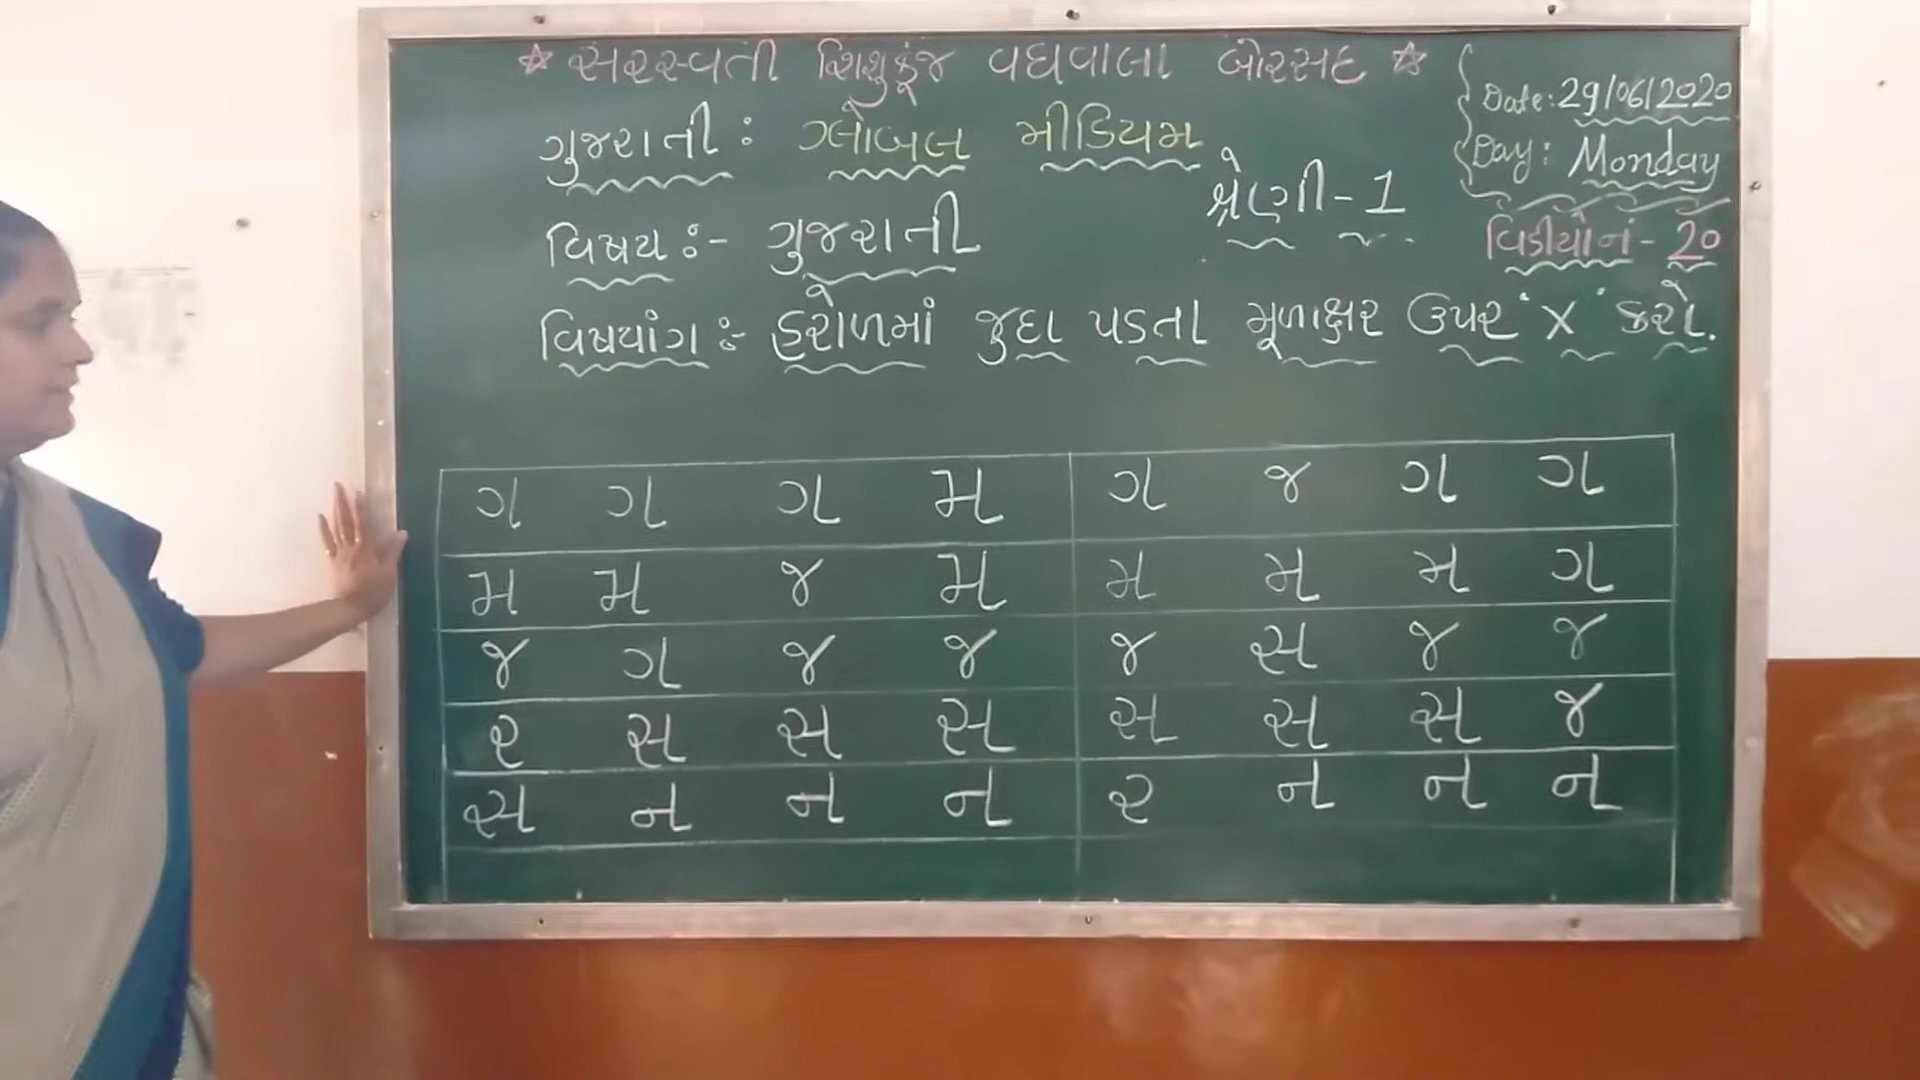 ☆ સરસ્વતી શિશુકુંજ વઘવાલા બોરસદ ☆
Date: 29/06/2020
Day: Monday
ગુજરાતી : ગ્લોબલ મીડિયમ
શ્રેણી - 1
વિડીયો નં - 20
વિષય :- ગુજરાતી
વિષયાંગ :- હરોળમાં જુદા પડતા મૂળાક્ષર ઉપર ' X ' કરો.
ગ ગ ગ મ ગ જ ગ ગ
મ મ જ મ મ મ મ ગ
જ ગ જ જ જ સ જ જ
ર સ સ સ સ સ સ જ
સ ન ન ન ર ન ન ન